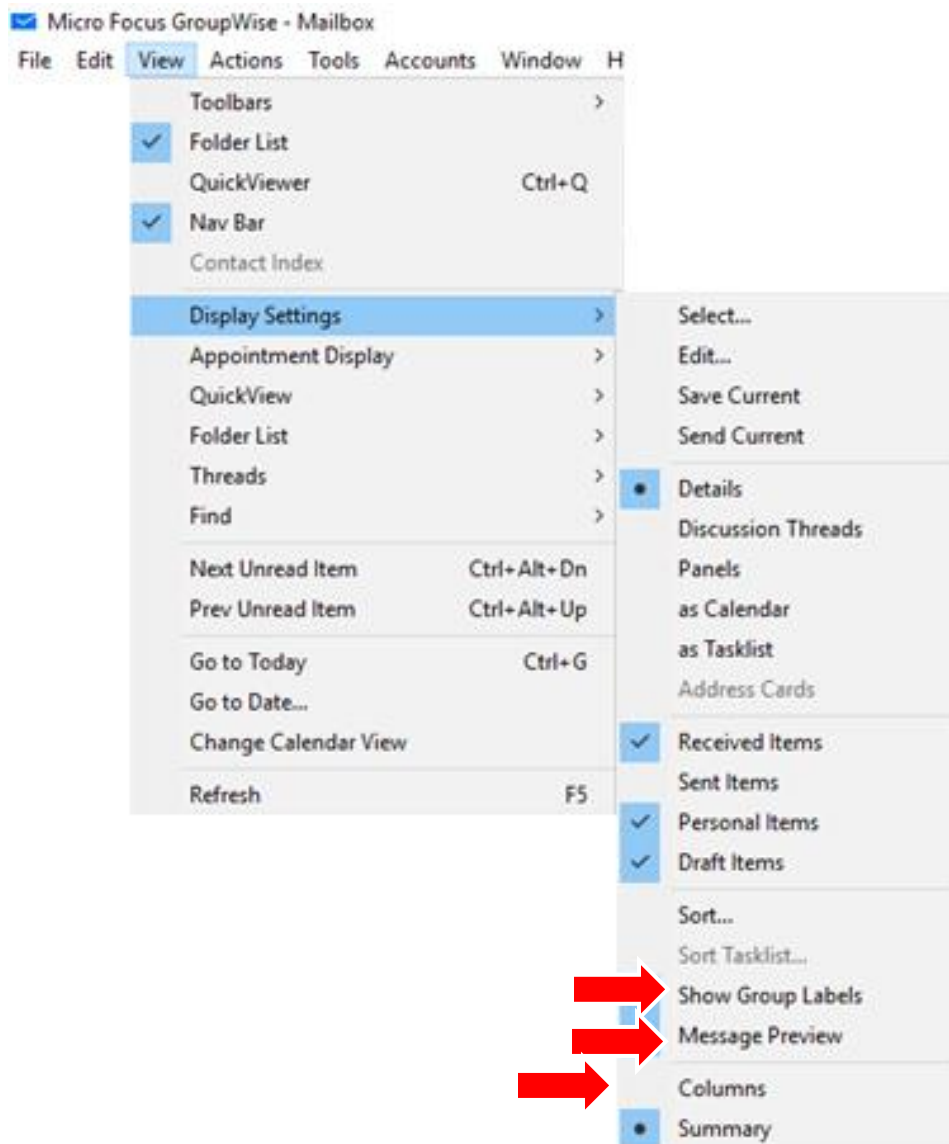 Micro Focus GroupWise - Mailbox
File Edit View Actions Tools Accounts Window H
Toolbars
Folder List
QuickViewer Ctrl+Q
Nav Bar
Contact Index
Display Settings
Appointment Display
QuickView
Folder List
Threads
Find
Next Unread Item Ctrl+Alt+Dn
Prev Unread Item Ctrl+Alt+Up
Go to Today Ctrl+G
Go to Date...
Change Calendar View
Refresh F5
Select...
Edit...
Save Current
Send Current
Details
Discussion Threads
Panels
as Calendar
as Tasklist
Address Cards
Received Items
Sent Items
Personal Items
Draft Items
Sort...
Sort Tasklist...
Show Group Labels
Message Preview
Columns
Summary